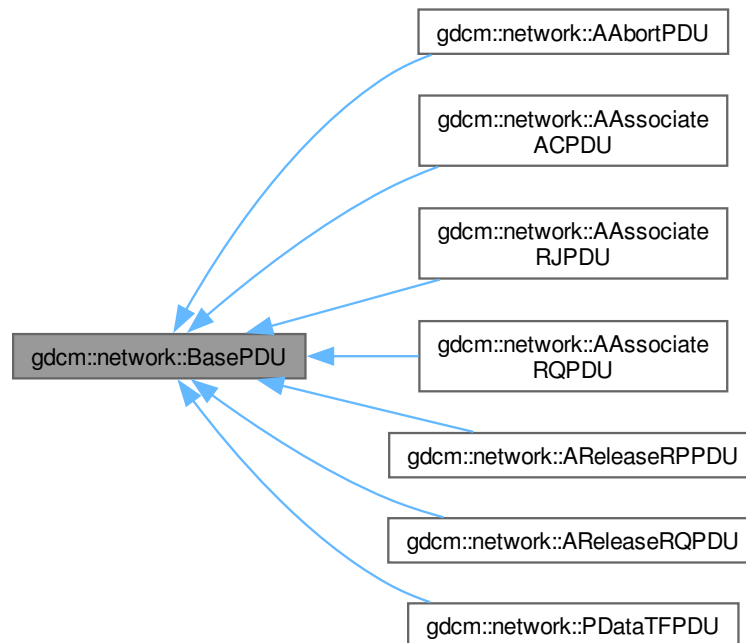 gdcm::network::AAbortPDU
gdcm::network::AAssociate
ACPDU
gdcm::network::AAssociate
RJPDU
gdcm::network::BasePDU
gdcm::network::AAssociate
RQPDU
gdcm::network::AReleaseRPPDU
gdcm::network::AReleaseRQPDU
gdcm::network::PDataTFPDU